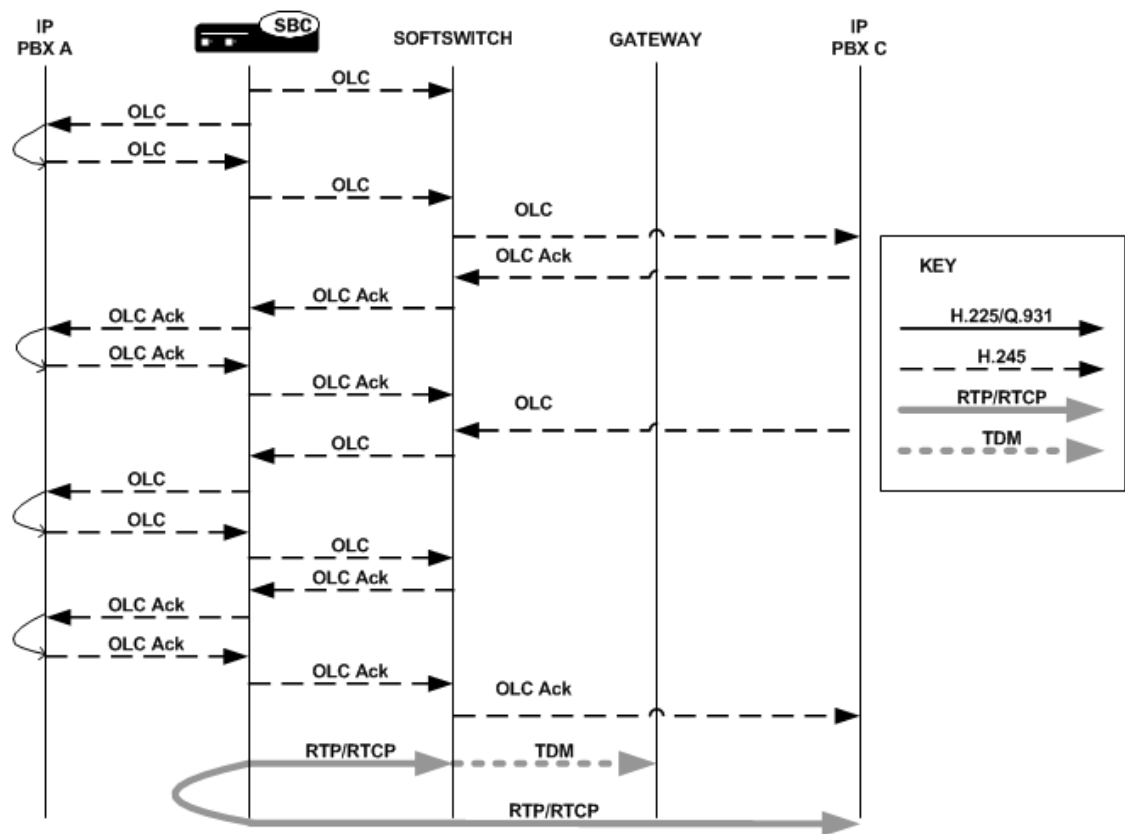 IP
PBX A
SBC
SOFTSWITCH
GATEWAY
IP
PBX C
OLC
OLC
OLC
OLC
OLC
OLC Ack
OLC Ack
OLC Ack
OLC Ack
OLC Ack
OLC
OLC
OLC
OLC
OLC
OLC Ack
OLC Ack
OLC Ack
OLC Ack
OLC Ack
RTP/RTCP
TDM
RTP/RTCP
KEY
H.225/Q.931
H.245
RTP/RTCP
TDM